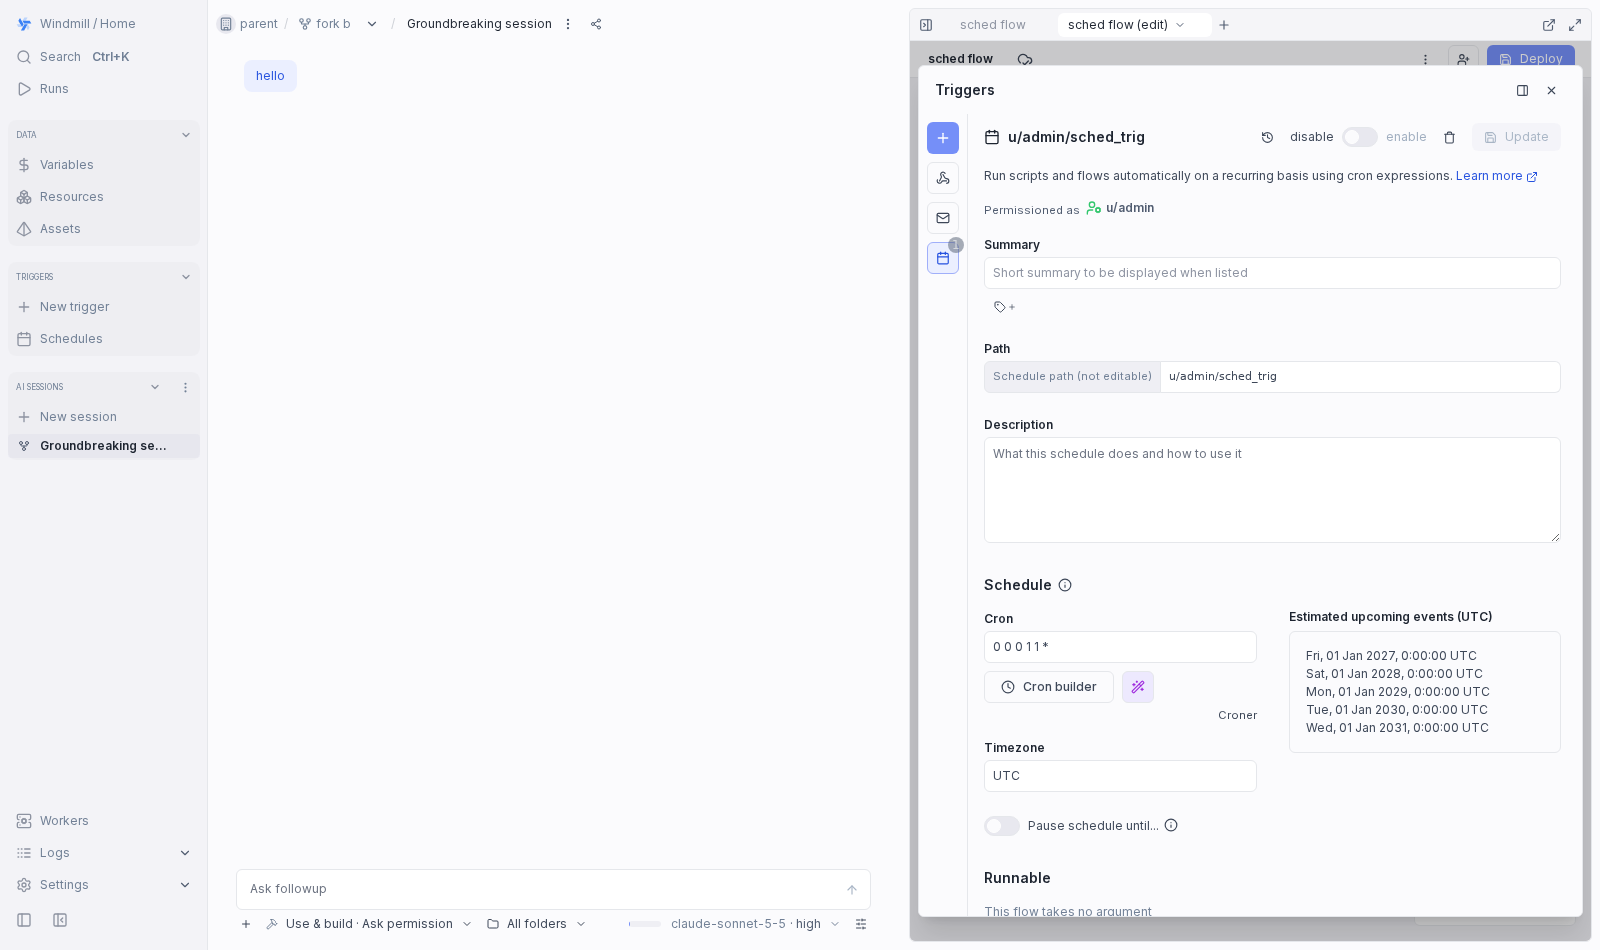 Windmill / Home
Search Ctrl+K
Runs
DATA
Variables
Resources
Assets
TRIGGERS
New trigger
Schedules
AI SESSIONS
New session
Groundbreaking se...
Workers
Logs
Settings
parent / fork b / Groundbreaking session
hello
Ask followup
Use & build · Ask permission All folders claude-sonnet-5-5 · high
sched flow sched flow (edit)
sched flow Deploy
Triggers
1
u/admin/sched_trig disable enable Update
Run scripts and flows automatically on a recurring basis using cron expressions. Learn more
Permissioned as u/admin
Summary
Short summary to be displayed when listed
+
Path
Schedule path (not editable) u/admin/sched_trig
Description
What this schedule does and how to use it
Schedule
Cron
0 0 0 1 1 *
Cron builder
Croner
Estimated upcoming events (UTC)
Fri, 01 Jan 2027, 0:00:00 UTC
Sat, 01 Jan 2028, 0:00:00 UTC
Mon, 01 Jan 2029, 0:00:00 UTC
Tue, 01 Jan 2030, 0:00:00 UTC
Wed, 01 Jan 2031, 0:00:00 UTC
Timezone
UTC
Pause schedule until...
Runnable
This flow takes no argument